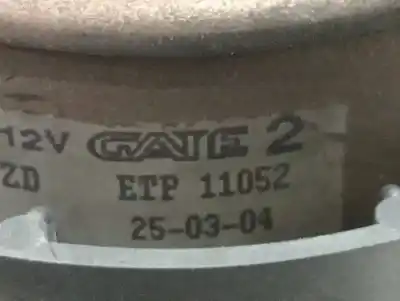 12V GATE 2
ZD ETP 11052
25-03-04